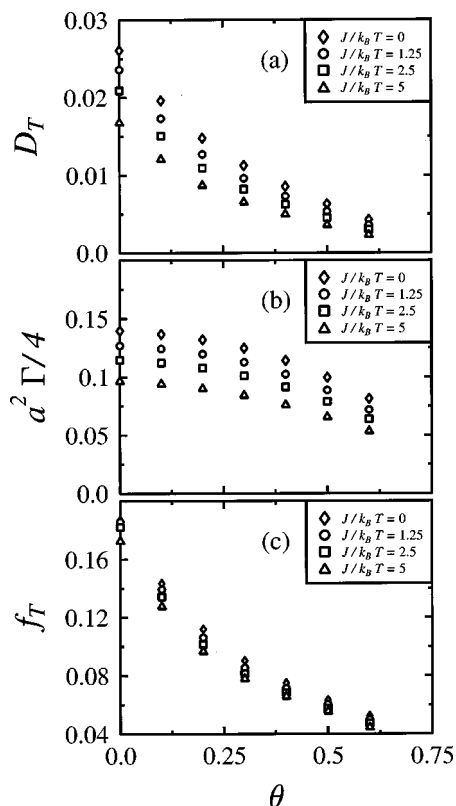 (a)
J/k_B T = 0
J/k_B T = 1.25
J/k_B T = 2.5
J/k_B T = 5
D_T
0.03
0.02
0.01
0.0
(b)
J/k_B T = 0
J/k_B T = 1.25
J/k_B T = 2.5
J/k_B T = 5
a² Γ/4
0.15
0.1
0.05
0.0
(c)
J/k_B T = 0
J/k_B T = 1.25
J/k_B T = 2.5
J/k_B T = 5
f_T
0.16
0.12
0.08
0.04
0.0 0.25 0.5 0.75
θ